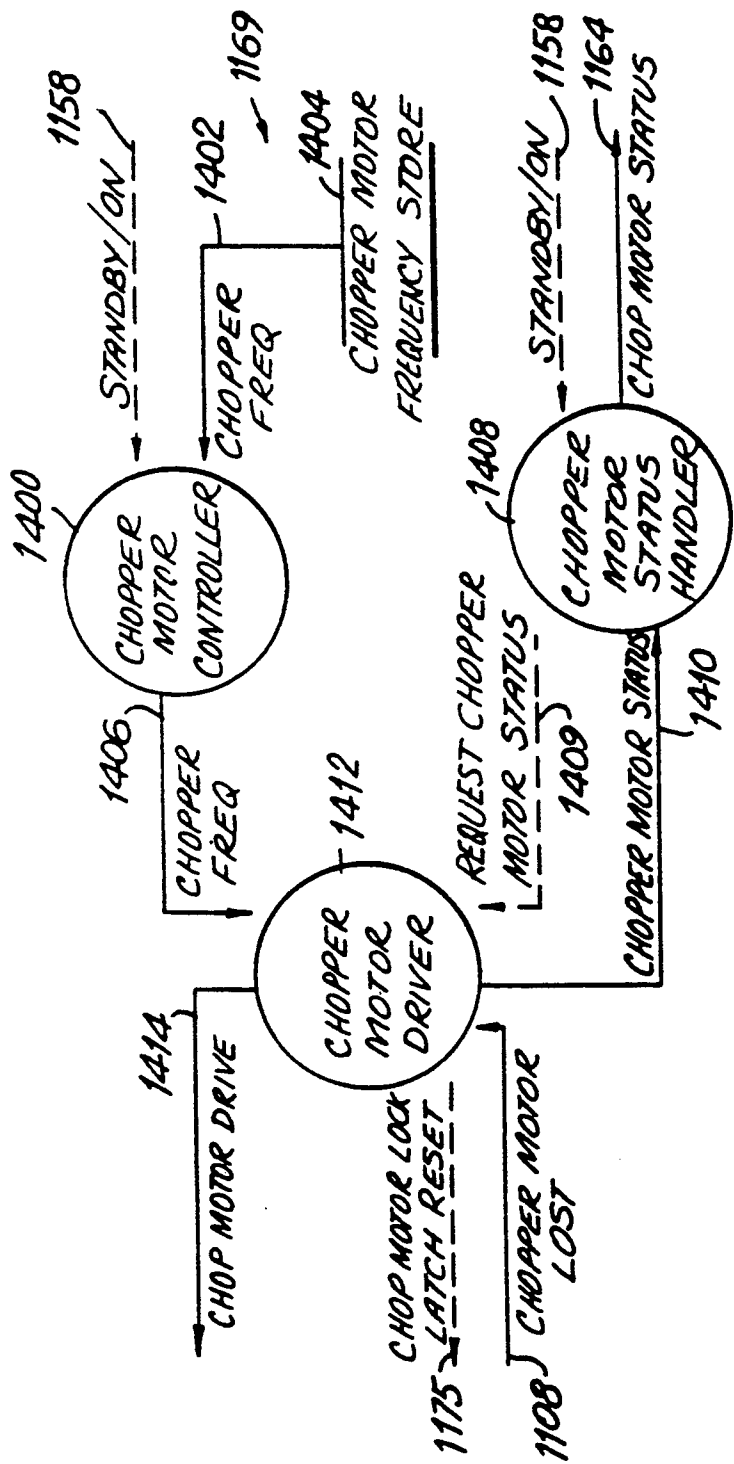 1158
STANDBY/ON
1400
CHOPPER
MOTOR
CONTROLLER
1402
1169
CHOPPER
FREQ
1404
CHOPPER MOTOR
FREQUENCY STORE
1406
CHOPPER
FREQ
1414
CHOP MOTOR DRIVE
1412
CHOPPER
MOTOR
DRIVER
CHOP MOTOR LOCK
LATCH RESET
1175
CHOPPER MOTOR
LOST
1108
REQUEST CHOPPER
MOTOR STATUS
1409
CHOPPER MOTOR STATUS
1410
1408
CHOPPER
MOTOR
STATUS
HANDLER
STANDBY/ON
1158
1164
CHOP MOTOR STATUS